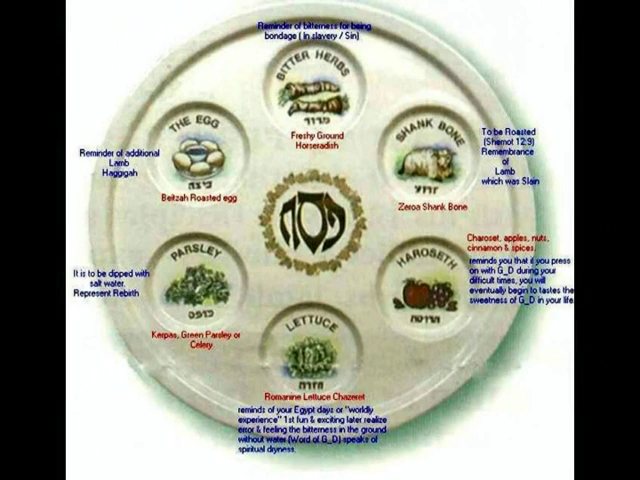 Reminder of bitterness for being
bondage ( In slavery / Sin)
BITTER HERBS
מרור
Freshy Ground
Horseradish
THE EGG
ביצה
Beitzah Roasted egg
Reminder of additional
Lamb
Haggigah
SHANK BONE
זרוע
Zeroa Shank Bone
To be Roasted
(Shemot 12:9)
Remembrance
of
Lamb
which was Slain
פסח
PARSLEY
כרפס
Kerpas, Green Parsley or
Celery
It is to be dipped with
salt water.
Represent Rebirth
HAROSETH
חרוסת
Charoset, apples, nuts,
cinnamon & spices.
reminds you that if you press
on with G_D during your
difficult times, you will
eventually begin to tastes the
sweetness of G_D in your life.
LETTUCE
חזרת
Romanine Lettuce Chazeret
reminds of your Egypt days or "worldly
experience" 1st fun & exciting later realize
error & feeling the bitterness in the ground
without water (Word of G_D) speaks of
spiritual dryness.